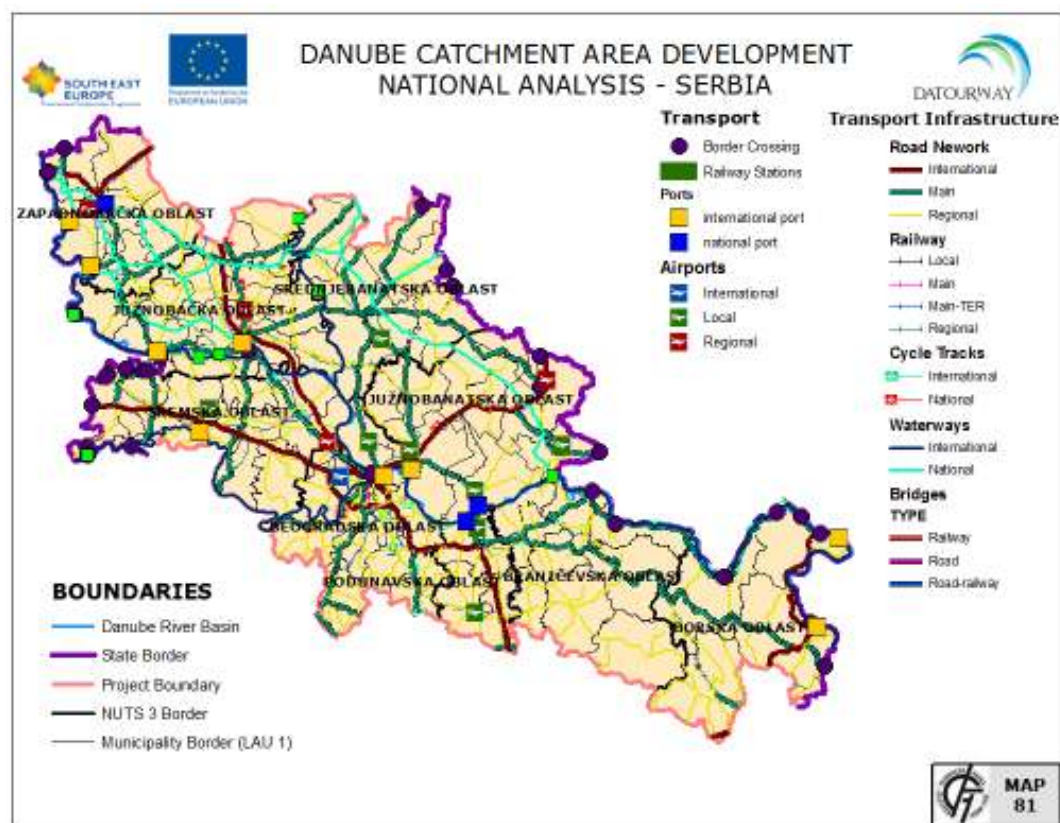 SOUTH EAST
EUROPE
EUROPEAN UNION
DANUBE CATCHMENT AREA DEVELOPMENT
NATIONAL ANALYSIS - SERBIA
DATOURWAY
Transport
Border Crossing
Railway Stations
Ports
international port
national port
Airports
International
Local
Regional
Transport Infrastructure
Road Nework
International
Main
Regional
Railway
Local
Main
Main-TER
Regional
Cycle Tracks
International
National
Waterways
International
National
Bridges
TYPE
Railway
Road
Road-railway
OBLAST
JUŽNOBAČKA OBLAST
SREDNJEBANATSKA OBLAST
JUŽNOBANATSKA OBLAST
SREMSKA OBLAST
OBLAST
PODUNAVSKA OBLAST
BRANIČEVSKA OBLAST
BORSKA OBLAST
BOUNDARIES
Danube River Basin
State Border
Project Boundary
NUTS 3 Border
Municipality Border (LAU 1)
MAP
81